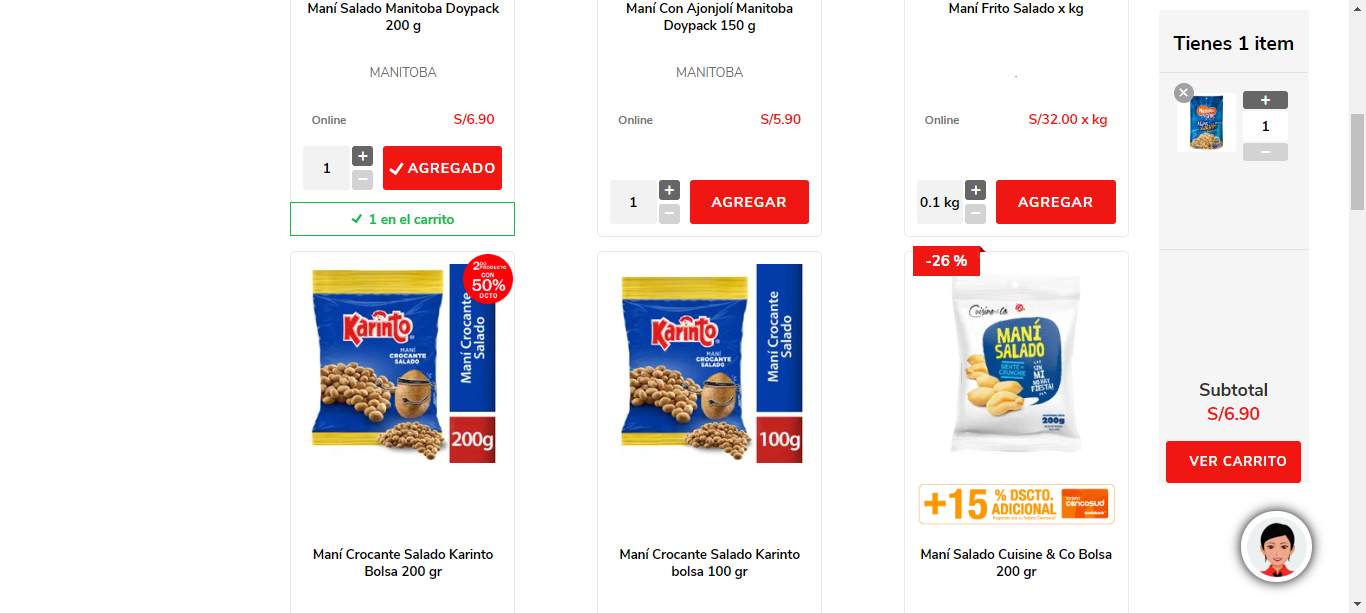 Maní Salado Manitoba Doypack
200 g
MANITOBA
Online S/6.90
1 + −
AGREGADO
1 en el carrito
Maní Con Ajonjolí Manitoba
Doypack 150 g
MANITOBA
Online S/5.90
1 + −
AGREGAR
Maní Frito Salado x kg
.
Online S/32.00 x kg
0.1 kg + −
AGREGAR
Tienes 1 item
+
1
−
Subtotal
S/6.90
VER CARRITO
2DO PRODUCTO
CON
50%
DCTO
Karinto
MANÍ
CROCANTE
SALADO
Maní Crocante
Salado
200g
Maní Crocante Salado Karinto
Bolsa 200 gr
Karinto
MANÍ
CROCANTE
SALADO
Maní Crocante
Salado
100g
Maní Crocante Salado Karinto
bolsa 100 gr
-26 %
Cuisine & Co.
MANÍ
SALADO
SIN
MÍ
NO HAY
FIESTA!
200g
+15 % DSCTO.
ADICIONAL
cencosud
Maní Salado Cuisine & Co Bolsa
200 gr